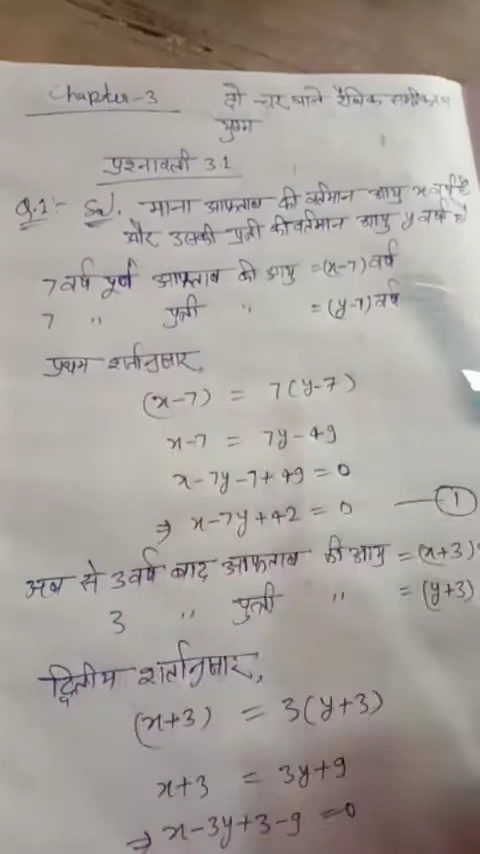 Chapter-3 दो चर वाले रैखिक समीकरण
युग्म
प्रश्नावली 3.1
Q.1:- Sol. माना आफताब की वर्तमान आयु x वर्ष है
और उसकी पुत्री की वर्तमान आयु y वर्ष है
7 वर्ष पूर्व आफताब की आयु =(x-7) वर्ष
7 " पुत्री " =(y-7) वर्ष
प्रथम शर्तानुसार,
(x-7) = 7(y-7)
x-7 = 7y-49
x-7y-7+49=0
⇒ x-7y+42=0 —①
अब से 3 वर्ष बाद आफताब की आयु =(x+3)
3 " पुत्री " =(y+3)
द्वितीय शर्तानुसार,
(x+3) = 3(y+3)
x+3 = 3y+9
⇒ x-3y+3-9=0